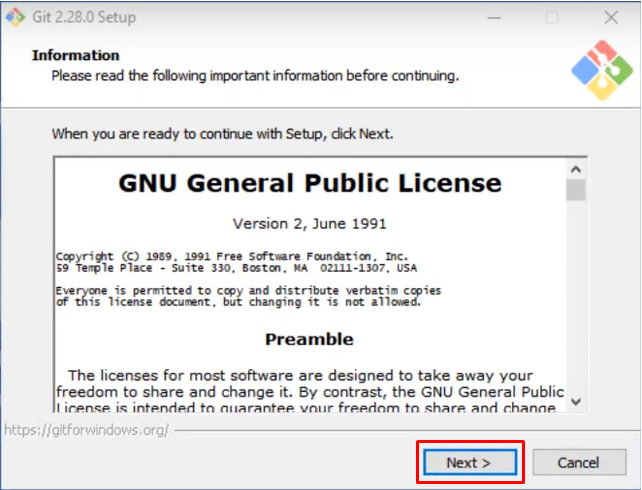 Git 2.28.0 Setup
Information
Please read the following important information before continuing.
When you are ready to continue with Setup, click Next.
GNU General Public License
Version 2, June 1991
Copyright (C) 1989, 1991 Free Software Foundation, Inc.
59 Temple Place - Suite 330, Boston, MA  02111-1307, USA
Everyone is permitted to copy and distribute verbatim copies
of this license document, but changing it is not allowed.
Preamble
The licenses for most software are designed to take away your
freedom to share and change it. By contrast, the GNU General Public
License is intended to guarantee your freedom to share and change
https://gitforwindows.org/
Next >
Cancel